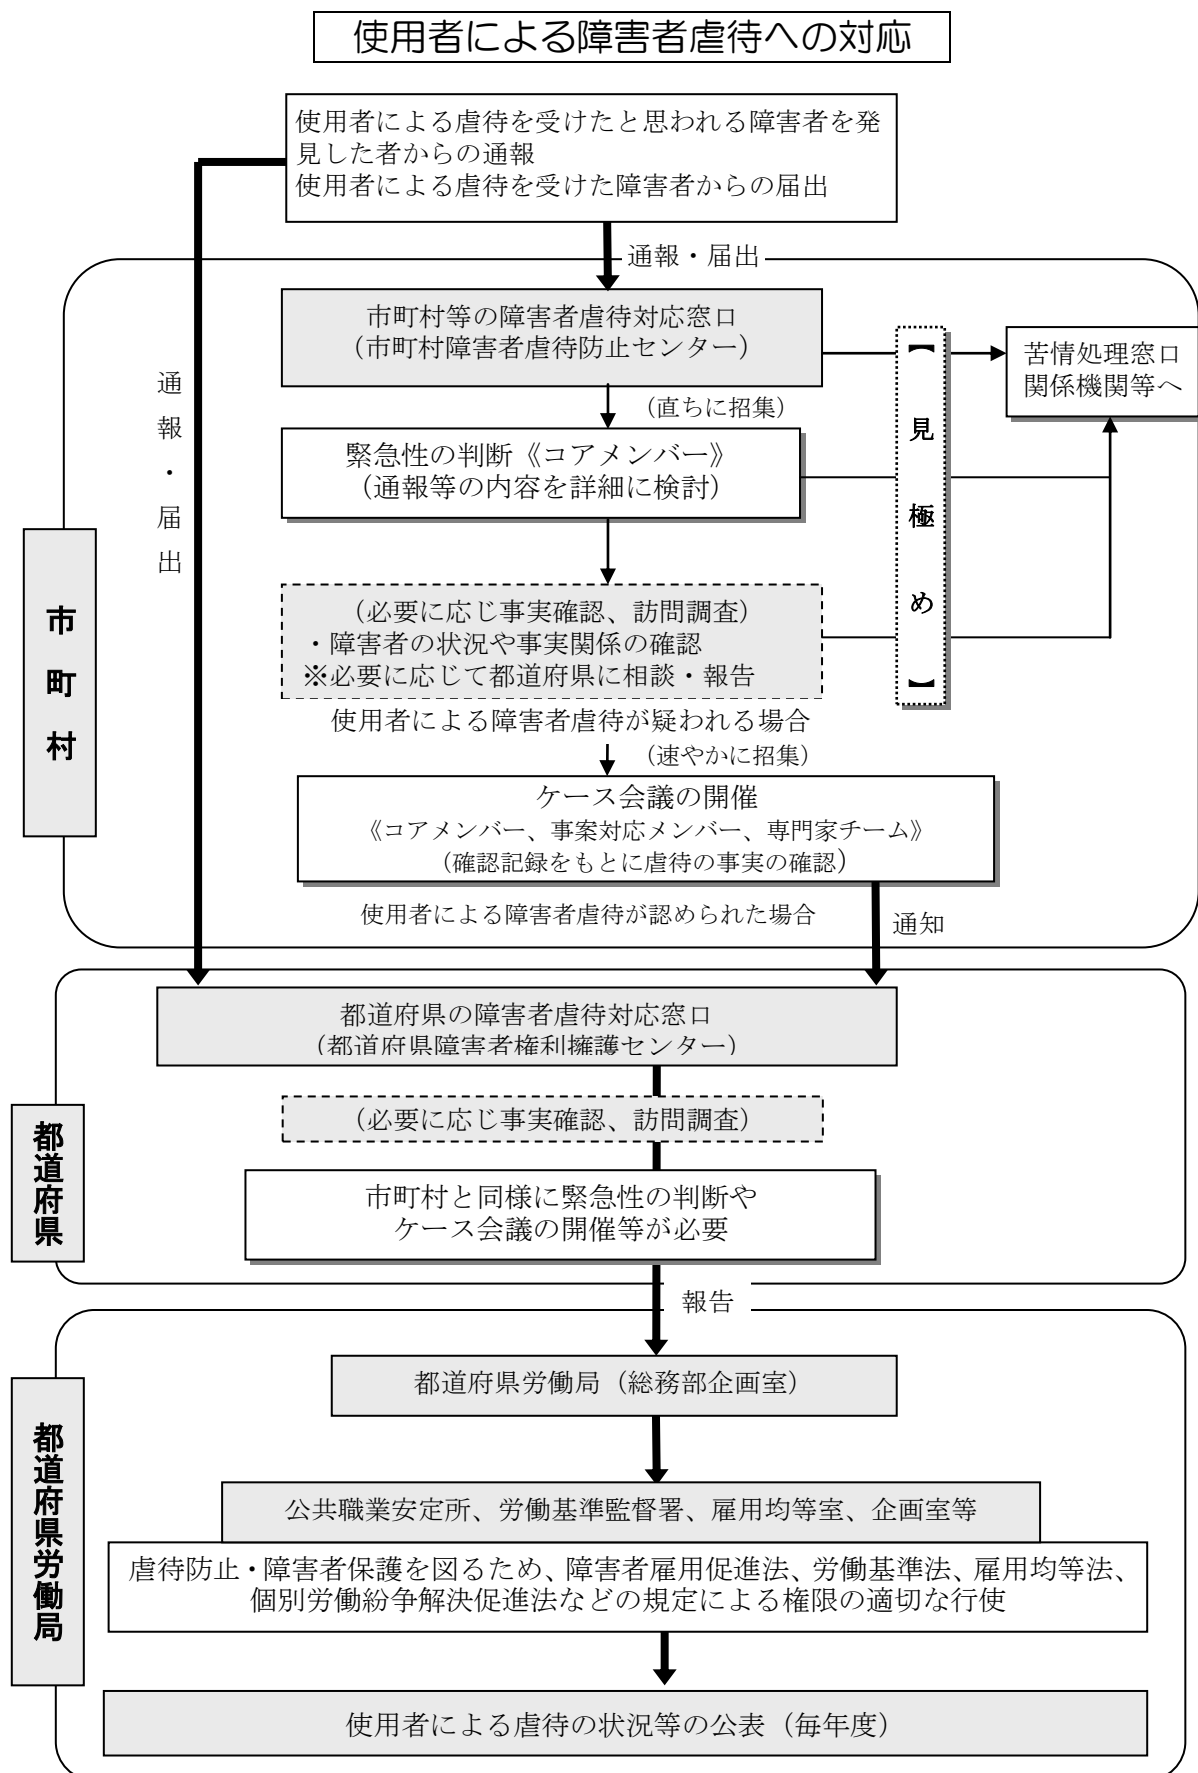 使用者による障害者虐待への対応
使用者による虐待を受けたと思われる障害者を発
見した者からの通報
使用者による虐待を受けた障害者からの届出
通報・届出
通報・届出
市町村
市町村等の障害者虐待対応窓口
（市町村障害者虐待防止センター）
【見極め】
苦情処理窓口
関係機関等へ
（直ちに招集）
緊急性の判断《コアメンバー》
（通報等の内容を詳細に検討）
（必要に応じ事実確認、訪問調査）
・障害者の状況や事実関係の確認
※必要に応じて都道府県に相談・報告
使用者による障害者虐待が疑われる場合
（速やかに招集）
ケース会議の開催
《コアメンバー、事案対応メンバー、専門家チーム》
（確認記録をもとに虐待の事実の確認）
使用者による障害者虐待が認められた場合
通知
都道府県
都道府県の障害者虐待対応窓口
（都道府県障害者権利擁護センター）
（必要に応じ事実確認、訪問調査）
市町村と同様に緊急性の判断や
ケース会議の開催等が必要
報告
都道府県労働局
都道府県労働局（総務部企画室）
公共職業安定所、労働基準監督署、雇用均等室、企画室等
虐待防止・障害者保護を図るため、障害者雇用促進法、労働基準法、雇用均等法、
個別労働紛争解決促進法などの規定による権限の適切な行使
使用者による虐待の状況等の公表（毎年度）